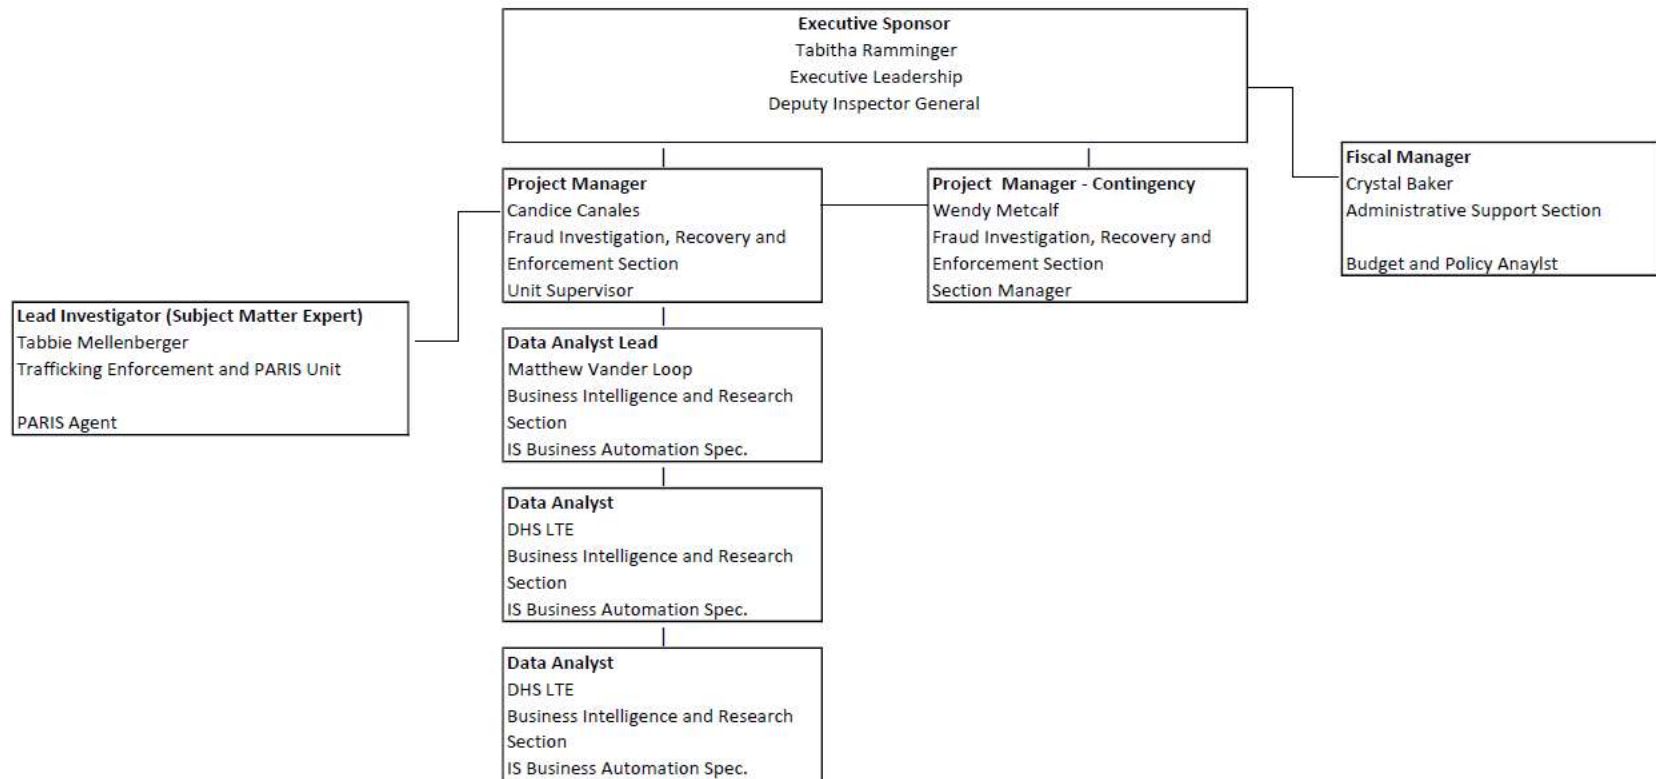 Executive Sponsor
Tabitha Ramminger
Executive Leadership
Deputy Inspector General
Project Manager
Candice Canales
Fraud Investigation, Recovery and
Enforcement Section
Unit Supervisor
Project  Manager - Contingency
Wendy Metcalf
Fraud Investigation, Recovery and
Enforcement Section
Section Manager
Fiscal Manager
Crystal Baker
Administrative Support Section
Budget and Policy Anaylst
Lead Investigator (Subject Matter Expert)
Tabbie Mellenberger
Trafficking Enforcement and PARIS Unit
PARIS Agent
Data Analyst Lead
Matthew Vander Loop
Business Intelligence and Research
Section
IS Business Automation Spec.
Data Analyst
DHS LTE
Business Intelligence and Research
Section
IS Business Automation Spec.
Data Analyst
DHS LTE
Business Intelligence and Research
Section
IS Business Automation Spec.